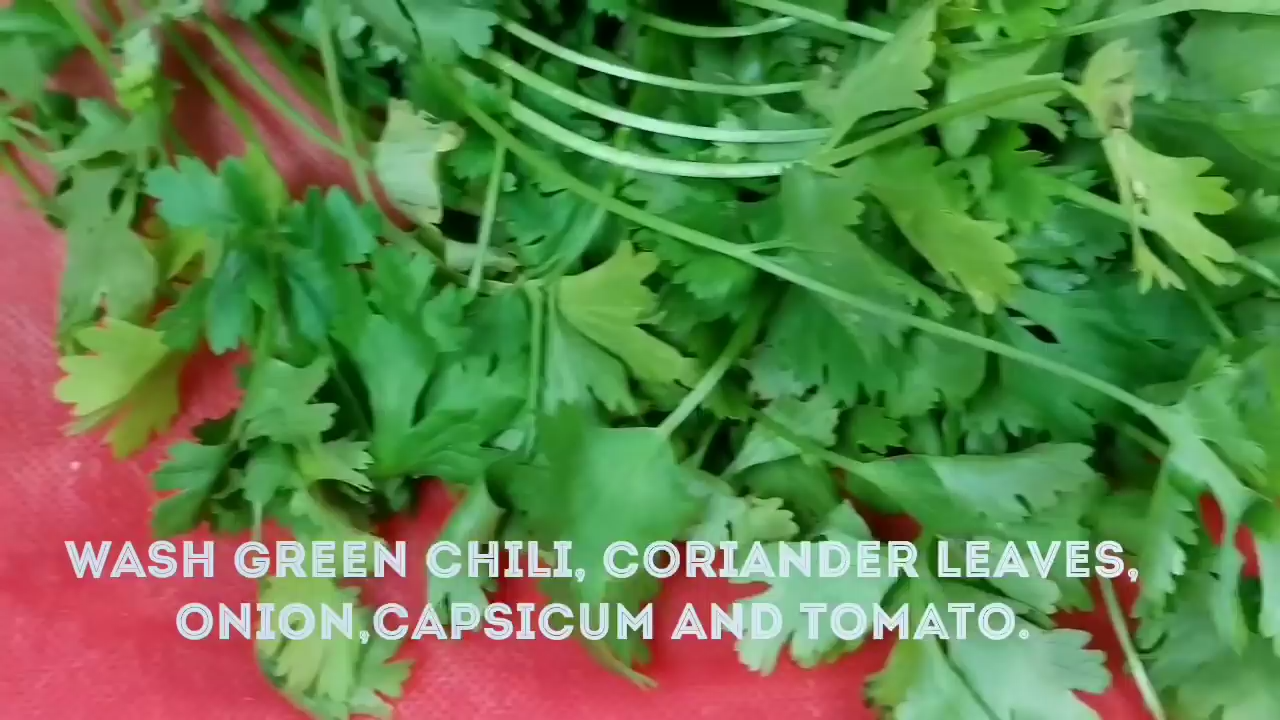 WASH GREEN CHILI, CORIANDER LEAVES,
ONION,CAPSICUM AND TOMATO.